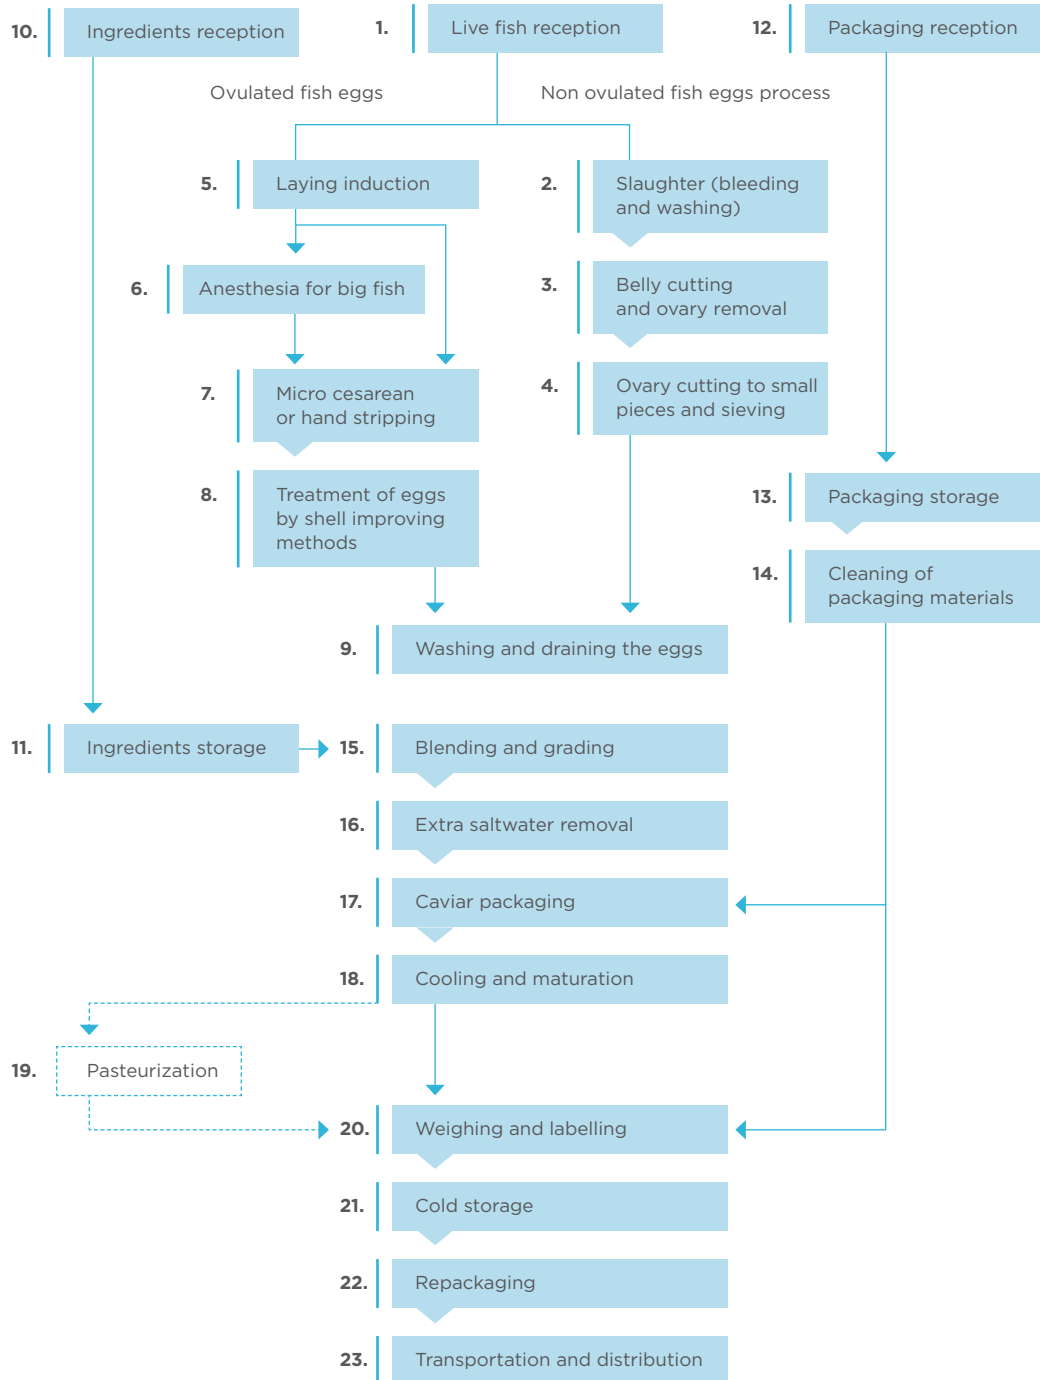 10. Ingredients reception
1. Live fish reception
12. Packaging reception
Ovulated fish eggs
Non ovulated fish eggs process
5. Laying induction
2. Slaughter (bleeding
and washing)
6. Anesthesia for big fish
3. Belly cutting
and ovary removal
7. Micro cesarean
or hand stripping
4. Ovary cutting to small
pieces and sieving
8. Treatment of eggs
by shell improving
methods
13. Packaging storage
14. Cleaning of
packaging materials
9. Washing and draining the eggs
11. Ingredients storage
15. Blending and grading
16. Extra saltwater removal
17. Caviar packaging
18. Cooling and maturation
19. Pasteurization
20. Weighing and labelling
21. Cold storage
22. Repackaging
23. Transportation and distribution